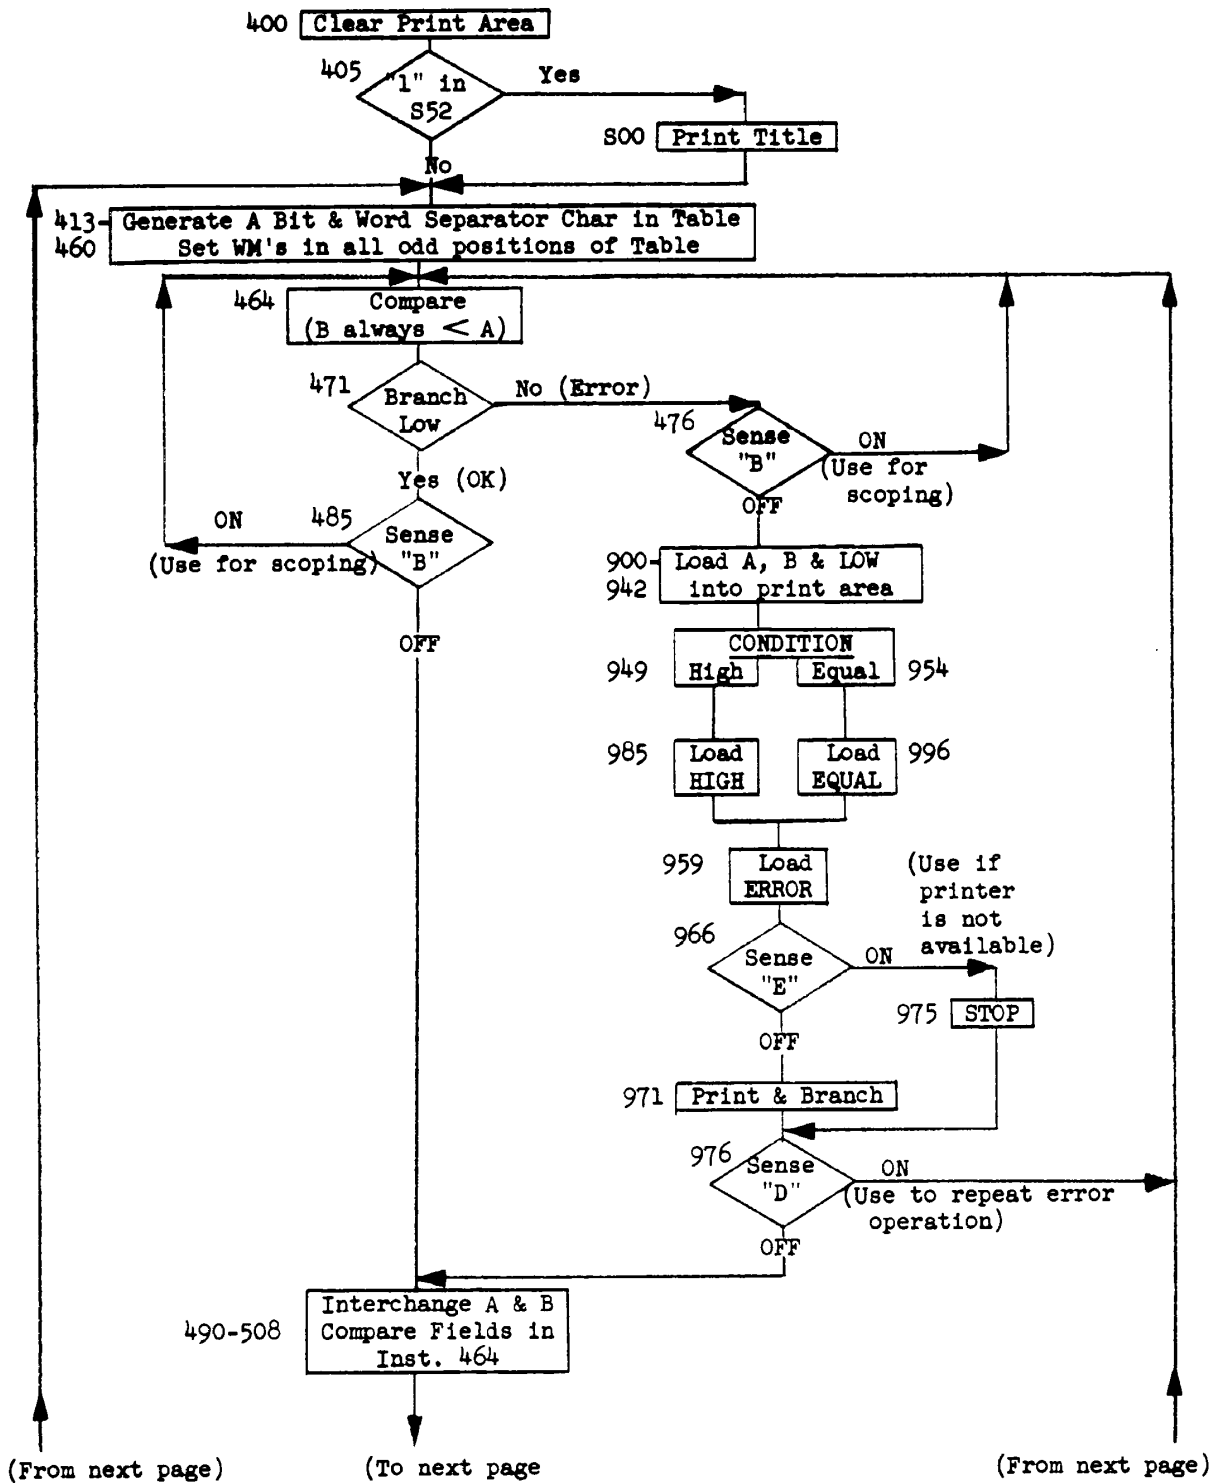 400 Clear Print Area
405 "1" in
S52
Yes
S00 Print Title
No
413- Generate A Bit & Word Separator Char in Table
460 Set WM's in all odd positions of Table
464 Compare
(B always < A)
471 Branch
Low
No (Error)
476 Sense
"B"
ON
(Use for
scoping)
Yes (OK)
OFF
485 Sense
"B"
ON
(Use for scoping)
OFF
900- Load A, B & LOW
942 into print area
CONDITION
949 High Equal 954
985 Load
HIGH
Load 996
EQUAL
959 Load
ERROR
(Use if
printer
is not
available)
966 Sense
"E"
ON
975 STOP
OFF
971 Print & Branch
976 Sense
"D"
ON
(Use to repeat error
operation)
OFF
Interchange A & B
490-508 Compare Fields in
Inst. 464
(From next page)
(To next page
(From next page)